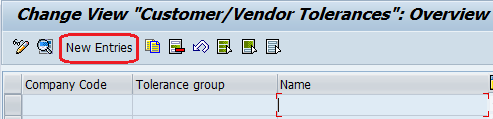 Change View "Customer/Vendor Tolerances": Overview
New Entries
Company Code Tolerance group Name